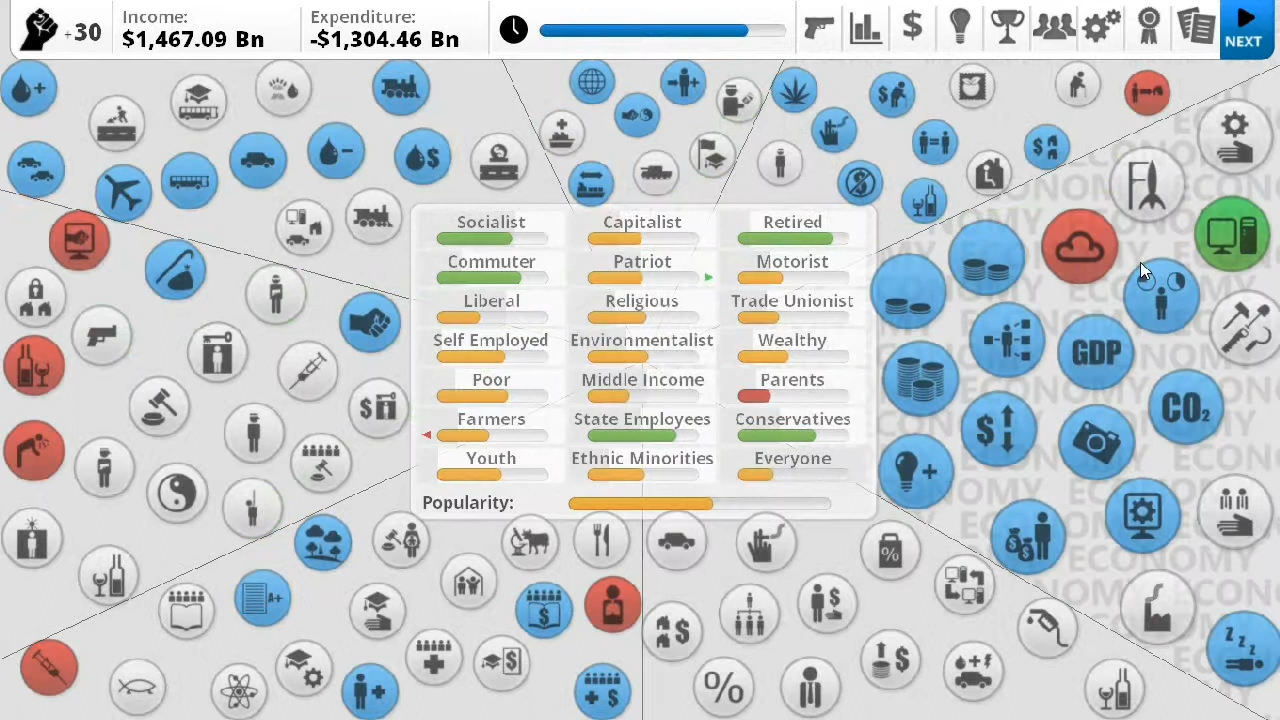 +30
Income:
$1,467.09 Bn
Expenditure:
-$1,304.46 Bn
$
NEXT
Socialist Capitalist Retired
Commuter Patriot Motorist
Liberal Religious Trade Unionist
Self Employed Environmentalist Wealthy
Poor Middle Income Parents
Farmers State Employees Conservatives
Youth Ethnic Minorities Everyone
Popularity:
GDP
CO₂
A+
%
ECONOMY ECONOMY